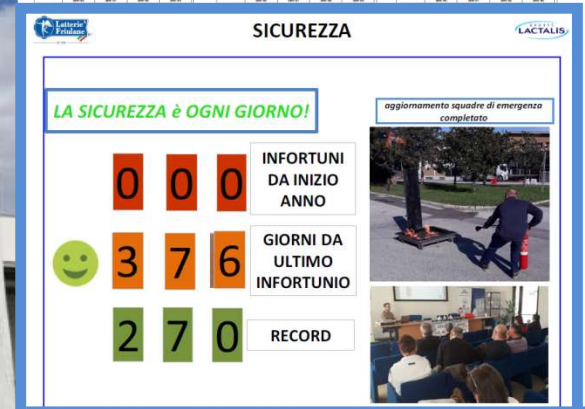 Latterie
Friulane
SICUREZZA
LACTALIS
LA SICUREZZA è OGNI GIORNO!
aggiornamento squadre di emergenza
completato
0 0 0
INFORTUNI
DA INIZIO
ANNO
3 7 6
GIORNI DA
ULTIMO
INFORTUNIO
2 7 0
RECORD